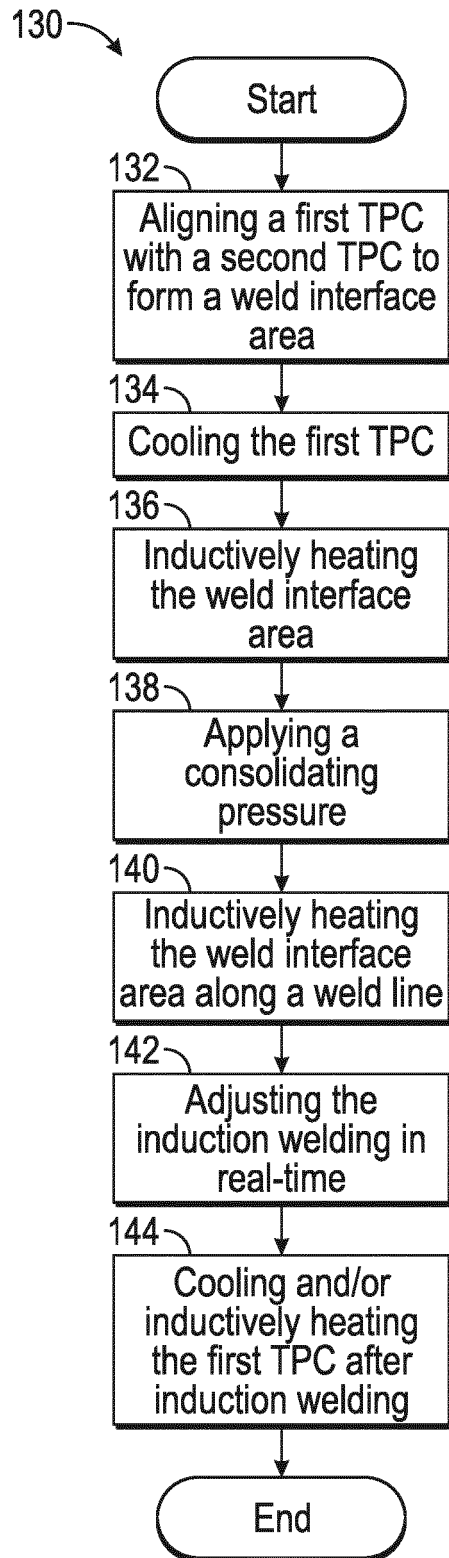 130
Start
132
Aligning a first TPC
with a second TPC to
form a weld interface
area
134
Cooling the first TPC
136
Inductively heating
the weld interface
area
138
Applying a
consolidating
pressure
140
Inductively heating
the weld interface
area along a weld line
142
Adjusting the
induction welding in
real-time
144
Cooling and/or
inductively heating
the first TPC after
induction welding
End